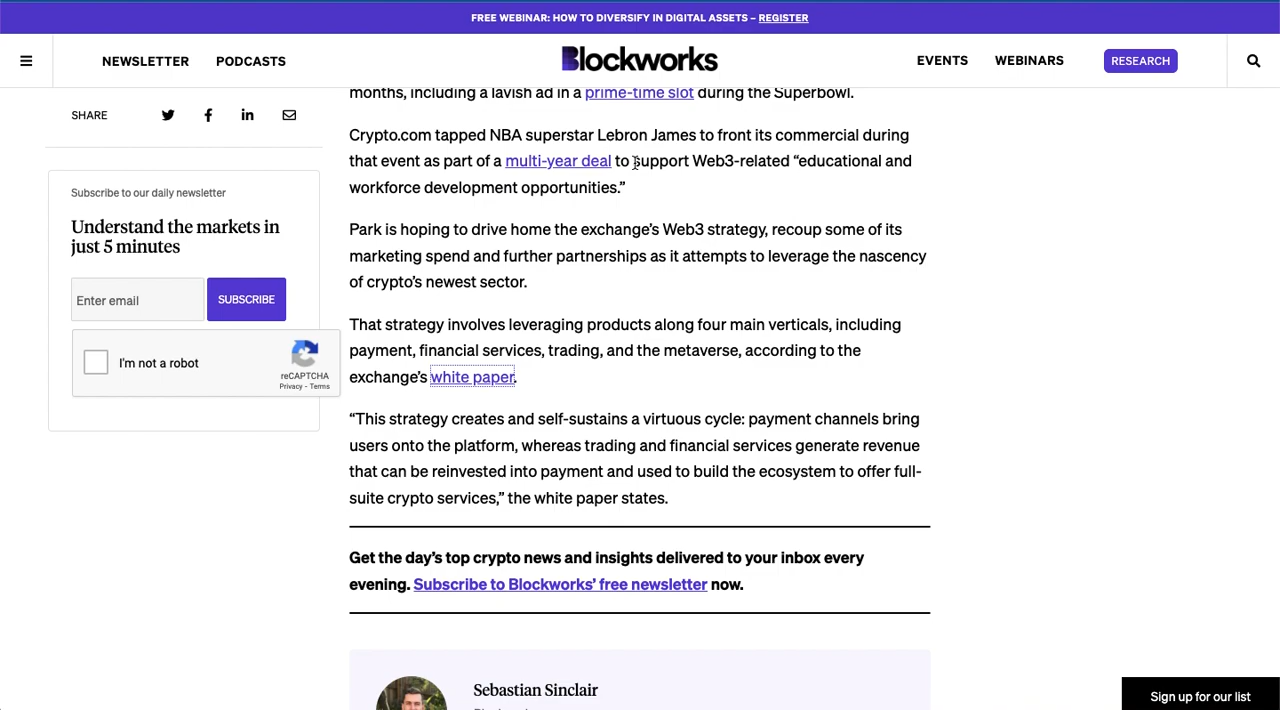 FREE WEBINAR: HOW TO DIVERSIFY IN DIGITAL ASSETS – REGISTER
NEWSLETTER PODCASTS Blockworks EVENTS WEBINARS RESEARCH
SHARE
Subscribe to our daily newsletter
Understand the markets in
just 5 minutes
Enter email SUBSCRIBE
I'm not a robot
reCAPTCHA
Privacy - Terms
months, including a lavish ad in a prime-time slot during the Superbowl.
Crypto.com tapped NBA superstar Lebron James to front its commercial during
that event as part of a multi-year deal to support Web3-related “educational and
workforce development opportunities.”
Park is hoping to drive home the exchange’s Web3 strategy, recoup some of its
marketing spend and further partnerships as it attempts to leverage the nascency
of crypto’s newest sector.
That strategy involves leveraging products along four main verticals, including
payment, financial services, trading, and the metaverse, according to the
exchange’s white paper.
“This strategy creates and self-sustains a virtuous cycle: payment channels bring
users onto the platform, whereas trading and financial services generate revenue
that can be reinvested into payment and used to build the ecosystem to offer full-
suite crypto services,” the white paper states.
Get the day’s top crypto news and insights delivered to your inbox every
evening. Subscribe to Blockworks’ free newsletter now.
Sebastian Sinclair
Sign up for our list